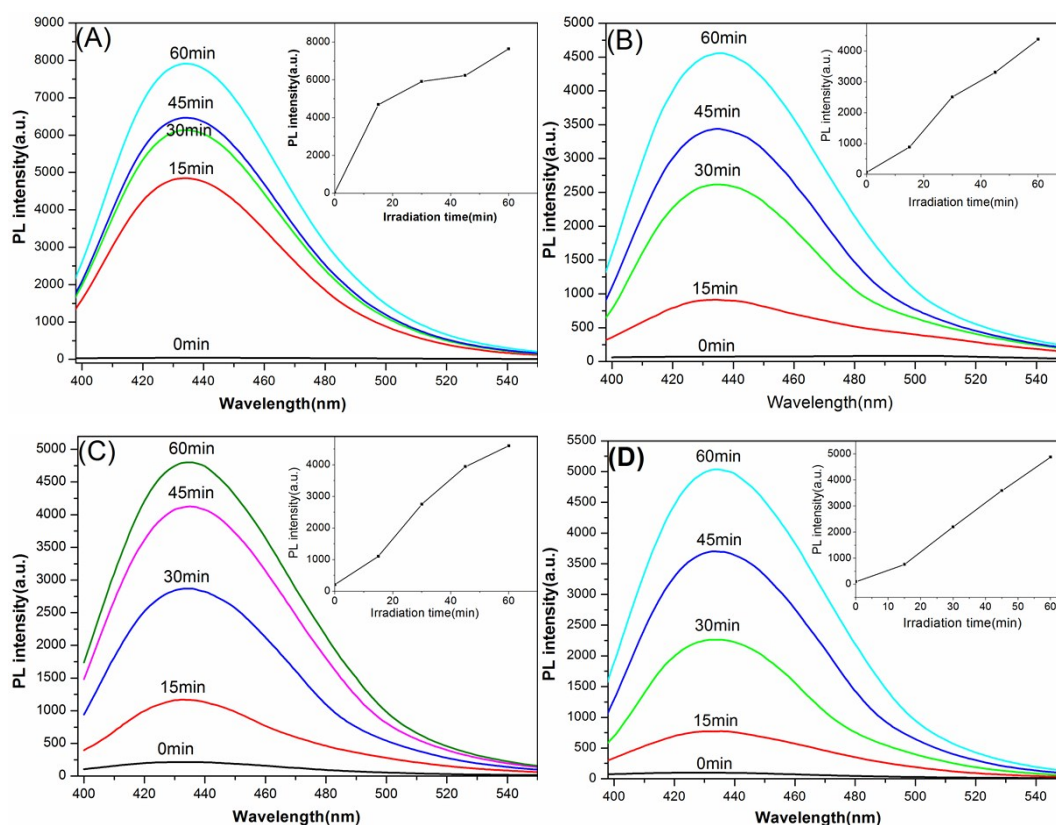 (A)
PL intensity(a.u.)
9000
8000
7000
6000
5000
4000
3000
2000
1000
0
60min
45min
30min
15min
0min
400 420 440 460 480 500 520 540
Wavelength(nm)
PL intensity(a.u.)
8000
6000
4000
2000
0
0 20 40 60
Irradiation time(min)
(B)
PL intensity(a.u.)
5000
4500
4000
3500
3000
2500
2000
1500
1000
500
0
60min
45min
30min
15min
0min
400 420 440 460 480 500 520 540
Wavelength(nm)
PL intensity(a.u.)
4000
3000
2000
1000
0
0 20 40 60
Irradiation time(min)
(C)
PL intensity(a.u.)
5000
4500
4000
3500
3000
2500
2000
1500
1000
500
0
60min
45min
30min
15min
0min
400 420 440 460 480 500 520 540
Wavelength(nm)
PL intensity(a.u.)
4000
3000
2000
1000
0
0 20 40 60
Irradiation time(min)
(D)
PL intensity(a.u.)
5500
5000
4500
4000
3500
3000
2500
2000
1500
1000
500
0
60min
45min
30min
15min
0min
400 420 440 460 480 500 520 540
Wavelength(nm)
PL intensity(a.u.)
5000
4000
3000
2000
1000
0
0 15 30 45 60
Irradiation time(min)